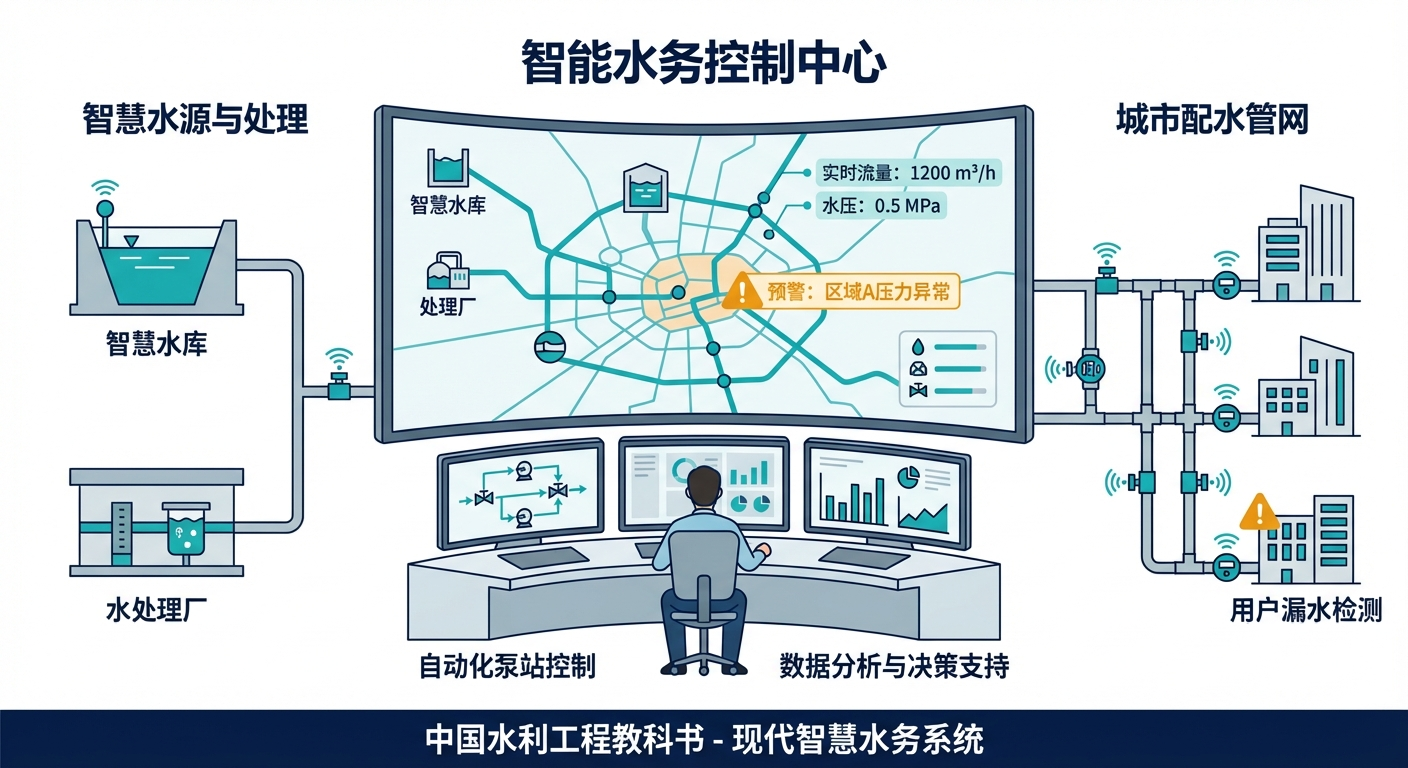 智能水务控制中心
智慧水源与处理
城市配水管网
智慧水库
处理厂
实时流量：1200 m³/h
水压：0.5 MPa
预警：区域A压力异常
智慧水库
水处理厂
用户漏水检测
自动化泵站控制
数据分析与决策支持
中国水利工程教科书 - 现代智慧水务系统